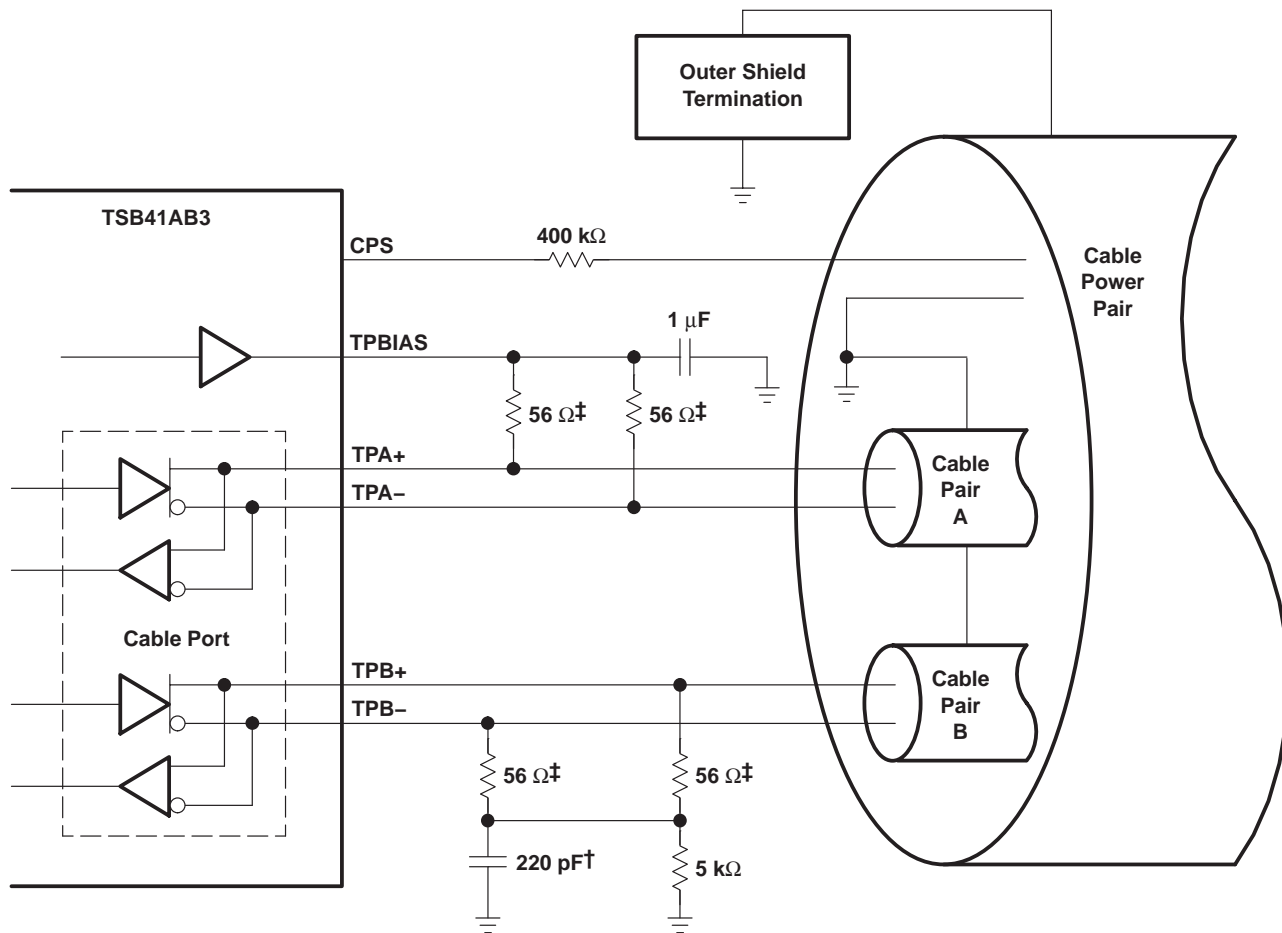 Outer Shield
Termination
TSB41AB3
CPS
400 kΩ
Cable
Power
Pair
1 μF
TPBIAS
56 Ω‡
56 Ω‡
TPA+
Cable
Pair
A
TPA−
Cable Port
TPB+
Cable
Pair
B
TPB−
56 Ω‡
56 Ω‡
220 pF†
5 kΩ